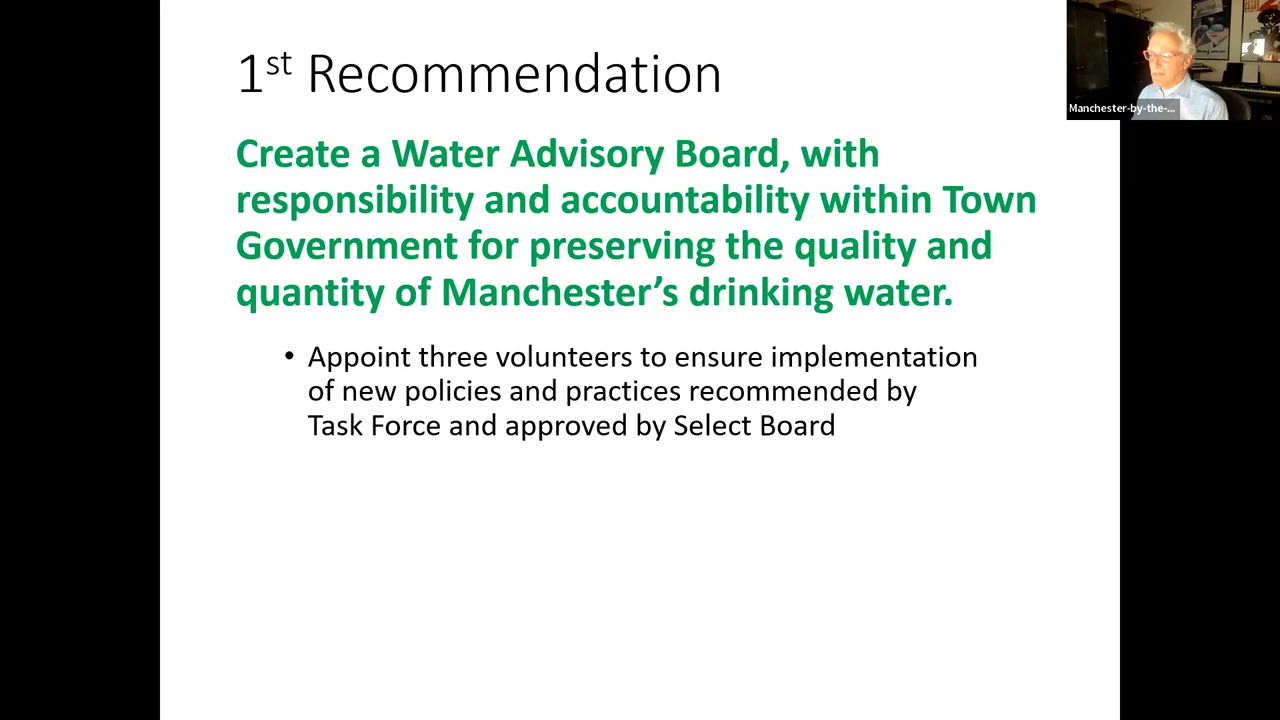 1st Recommendation
Create a Water Advisory Board, with
responsibility and accountability within Town
Government for preserving the quality and
quantity of Manchester’s drinking water.
• Appoint three volunteers to ensure implementation
of new policies and practices recommended by
Task Force and approved by Select Board
Manchester-by-the-...